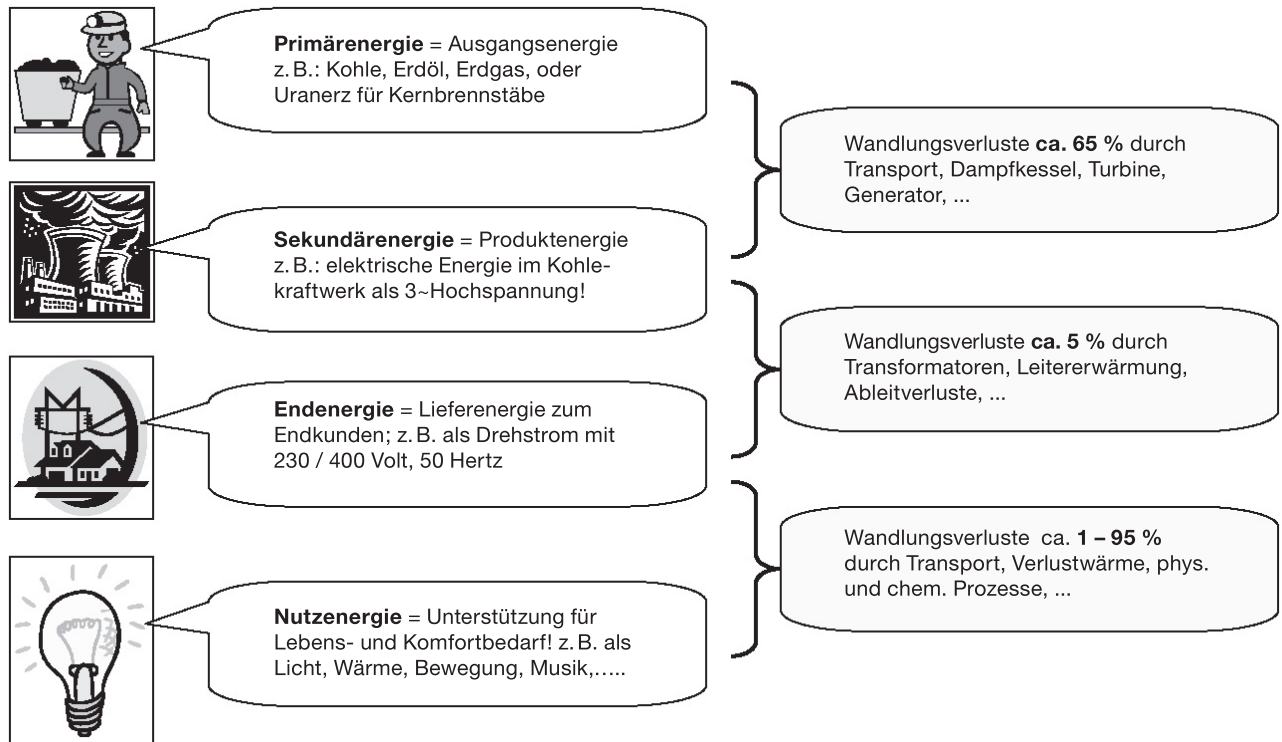 Primärenergie = Ausgangsenergie
z. B.: Kohle, Erdöl, Erdgas, oder
Uranerz für Kernbrennstäbe
Wandlungsverluste ca. 65 % durch
Transport, Dampfkessel, Turbine,
Generator, ...
Sekundärenergie = Produktenergie
z. B.: elektrische Energie im Kohle-
kraftwerk als 3~Hochspannung!
Wandlungsverluste ca. 5 % durch
Transformatoren, Leitererwärmung,
Ableitverluste, ...
Endenergie = Lieferenergie zum
Endkunden; z. B. als Drehstrom mit
230 / 400 Volt, 50 Hertz
Wandlungsverluste ca. 1 – 95 %
durch Transport, Verlustwärme, phys.
und chem. Prozesse, ...
Nutzenergie = Unterstützung für
Lebens- und Komfortbedarf! z. B. als
Licht, Wärme, Bewegung, Musik,…..